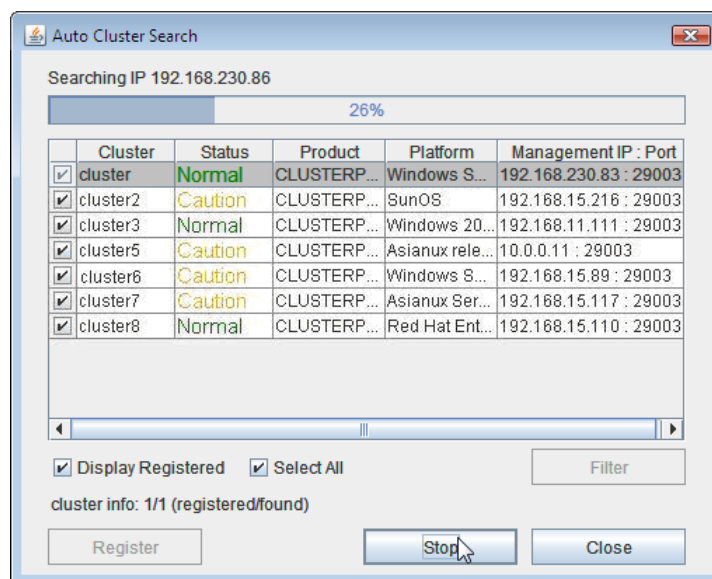 Auto Cluster Search
Searching IP 192.168.230.86
26%
Cluster Status Product Platform Management IP : Port
cluster Normal CLUSTERP... Windows S... 192.168.230.83 : 29003
cluster2 Caution CLUSTERP... SunOS 192.168.15.216 : 29003
cluster3 Normal CLUSTERP... Windows 20... 192.168.11.111 : 29003
cluster5 Caution CLUSTERP... Asianux rele... 10.0.0.11 : 29003
cluster6 Caution CLUSTERP... Windows S... 192.168.15.89 : 29003
cluster7 Caution CLUSTERP... Asianux Ser... 192.168.15.117 : 29003
cluster8 Normal CLUSTERP... Red Hat Ent... 192.168.15.110 : 29003
Display Registered Select All Filter
cluster info: 1/1 (registered/found)
Register Stop Close